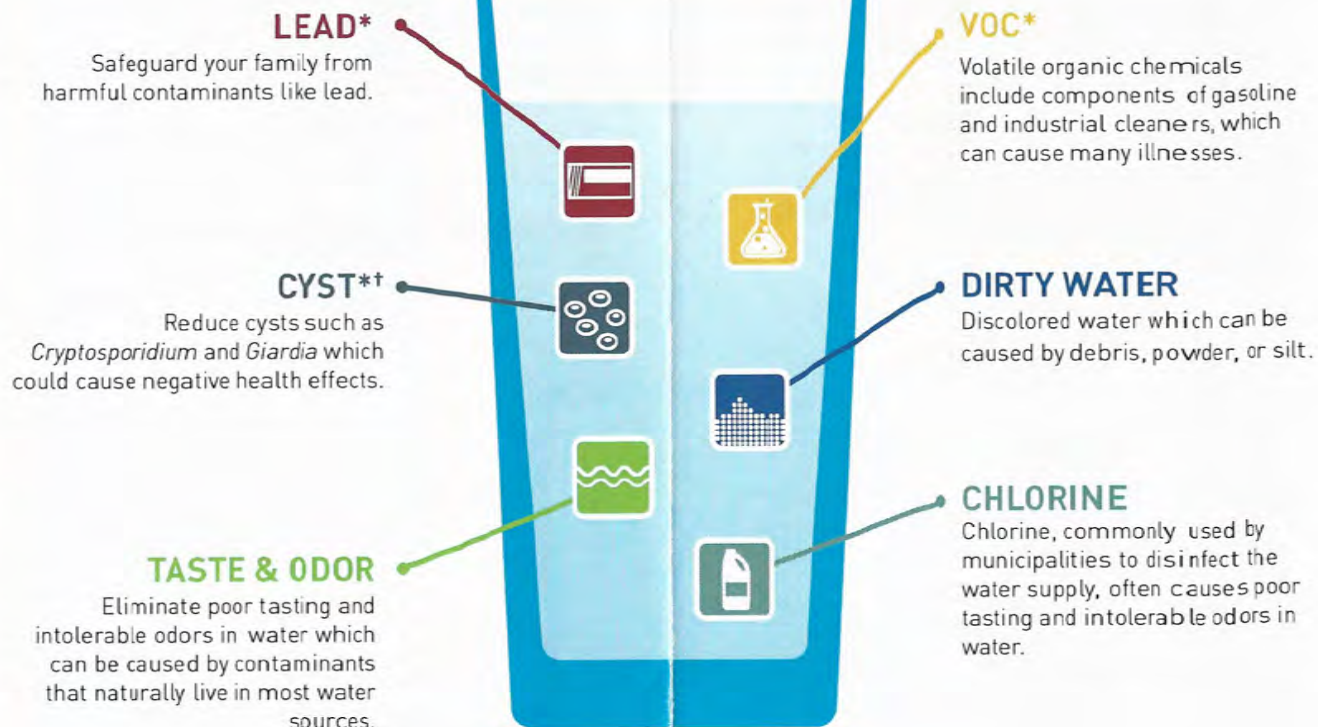 LEAD*
Safeguard your family from
harmful contaminants like lead.
CYST*†
Reduce cysts such as
Cryptosporidium and Giardia which
could cause negative health effects.
TASTE & ODOR
Eliminate poor tasting and
intolerable odors in water which
can be caused by contaminants
that naturally live in most water
sources.
VOC*
Volatile organic chemicals
include components of gasoline
and industrial cleaners, which
can cause many illnesses.
DIRTY WATER
Discolored water which can be
caused by debris, powder, or silt.
CHLORINE
Chlorine, commonly used by
municipalities to disinfect the
water supply, often causes poor
tasting and intolerable odors in
water.